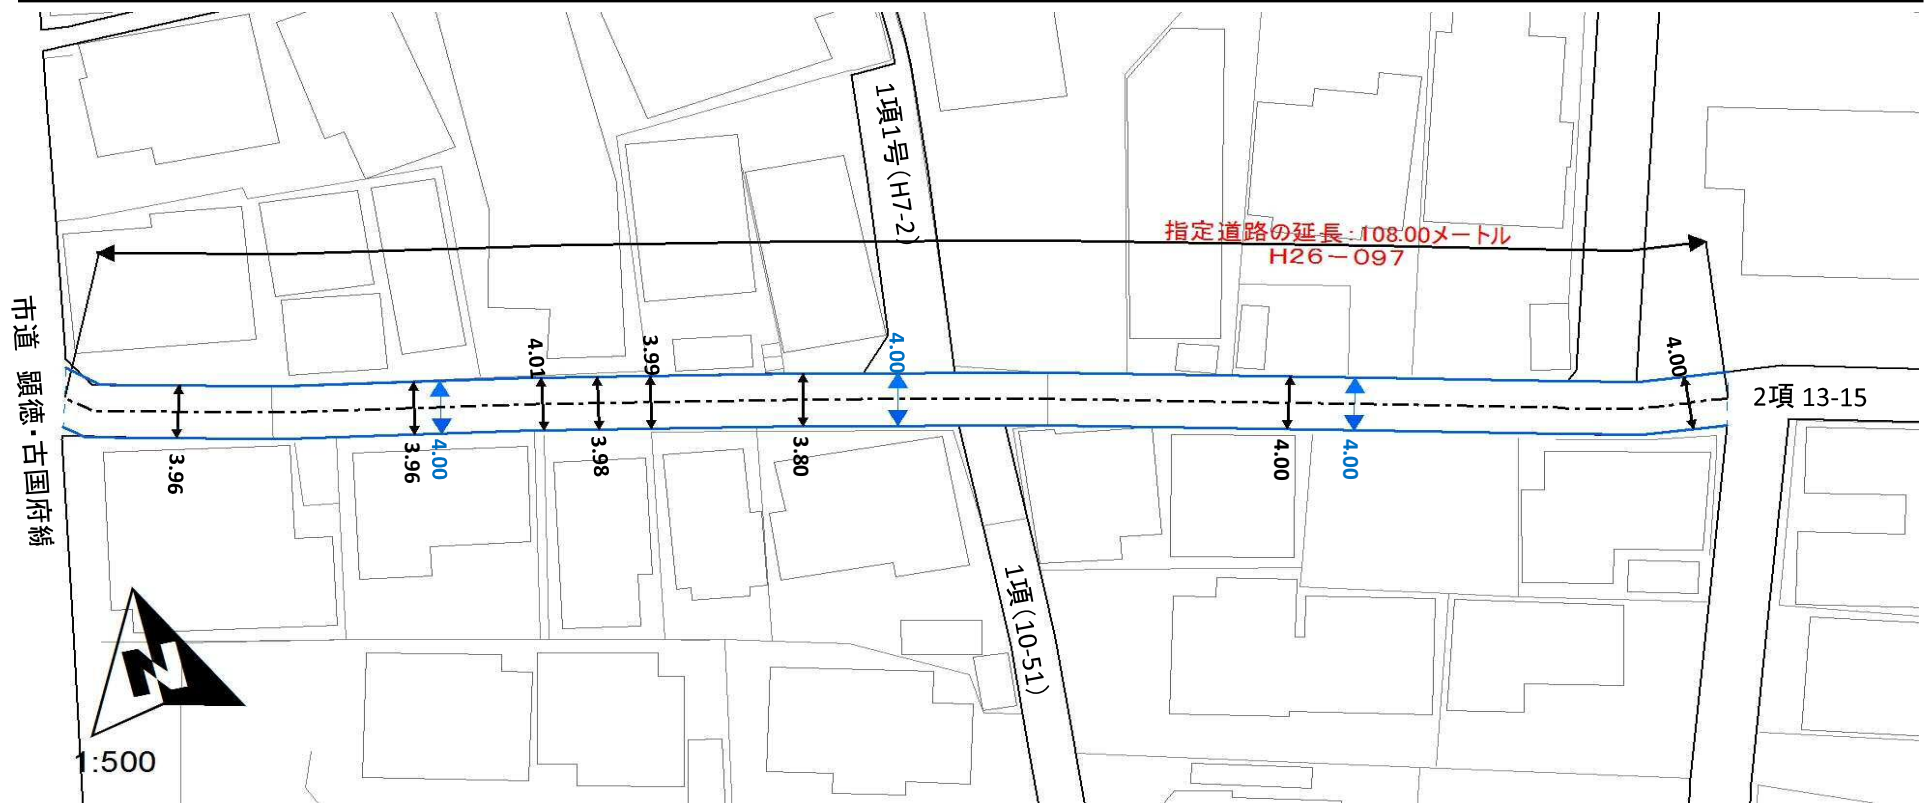 1項1号(H7-2)
指定道路の延長:108.00メートル
H26-097
市道 顕徳・古国府線
4.01
3.99
4.00
4.00
2項 13-15
3.96
3.96
4.00
3.98
3.80
4.00
4.00
1項(10-51)
N
1:500